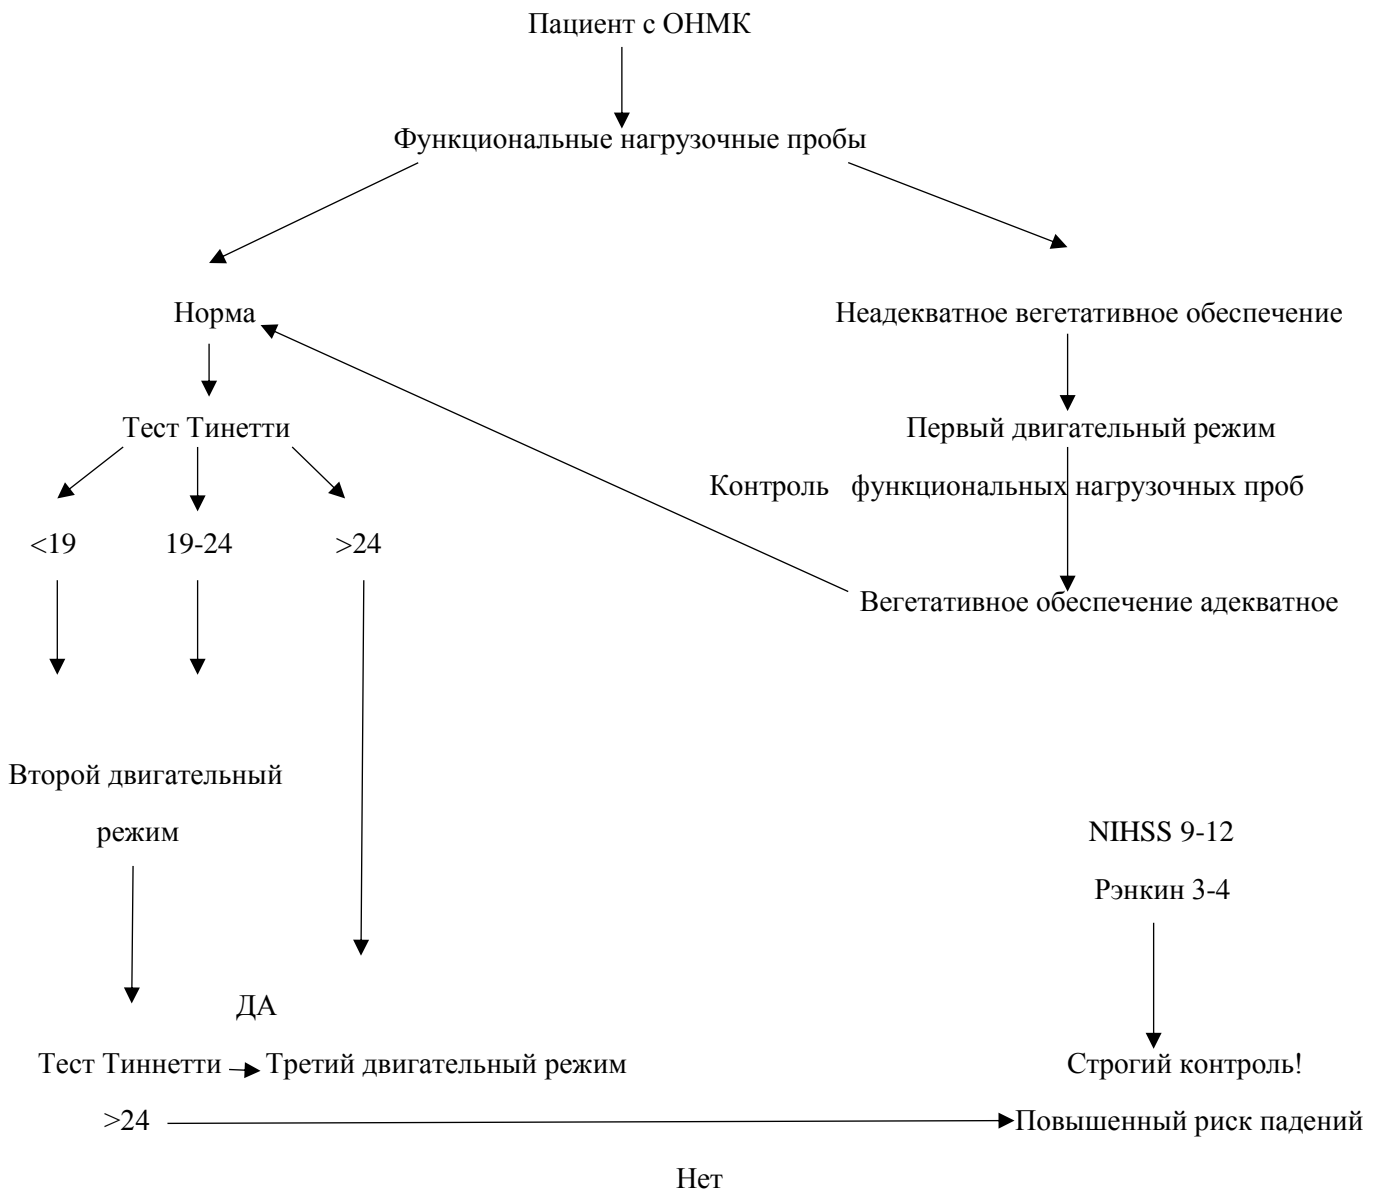 Пациент с ОНМК
Функциональные нагрузочные пробы
Норма
Неадекватное вегетативное обеспечение
Тест Тинетти
Первый двигательный режим
Контроль функциональных нагрузочных проб
<19
19-24
>24
Вегетативное обеспечение адекватное
Второй двигательный
режим
NIHSS 9-12
Рэнкин 3-4
ДА
Тест Тиннетти
Третий двигательный режим
Строгий контроль!
>24
Повышенный риск падений
Нет